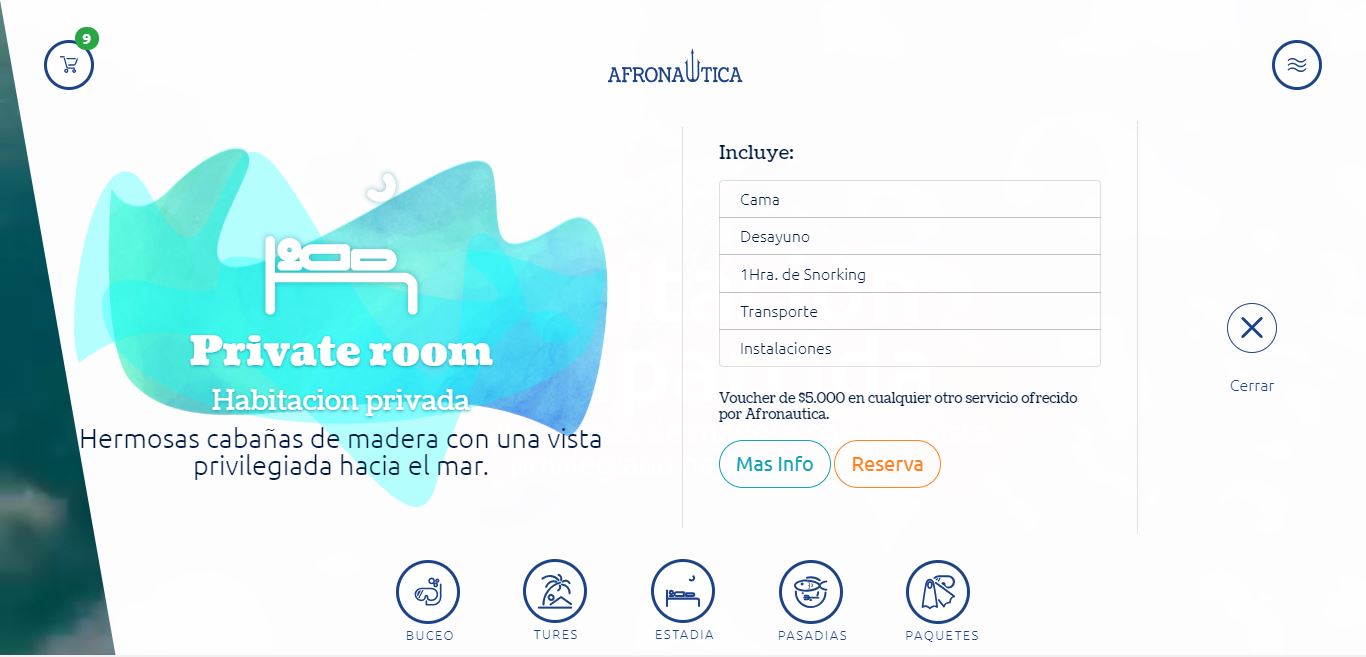 9
AFRONAUTICA
Private room
Habitacion privada
Hermosas cabañas de madera con una vista
privilegiada hacia el mar.
Incluye:
Cama
Desayuno
1Hra. de Snorking
Transporte
Instalaciones
Voucher de $5.000 en cualquier otro servicio ofrecido
por Afronautica.
Mas Info
Reserva
Cerrar
BUCEO
TURES
ESTADIA
PASADIAS
PAQUETES